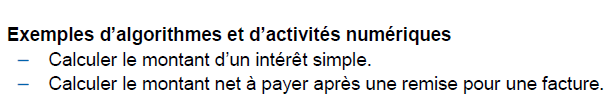 Exemples d’algorithmes et d’activités numériques
– Calculer le montant d’un intérêt simple.
– Calculer le montant net à payer après une remise pour une facture.